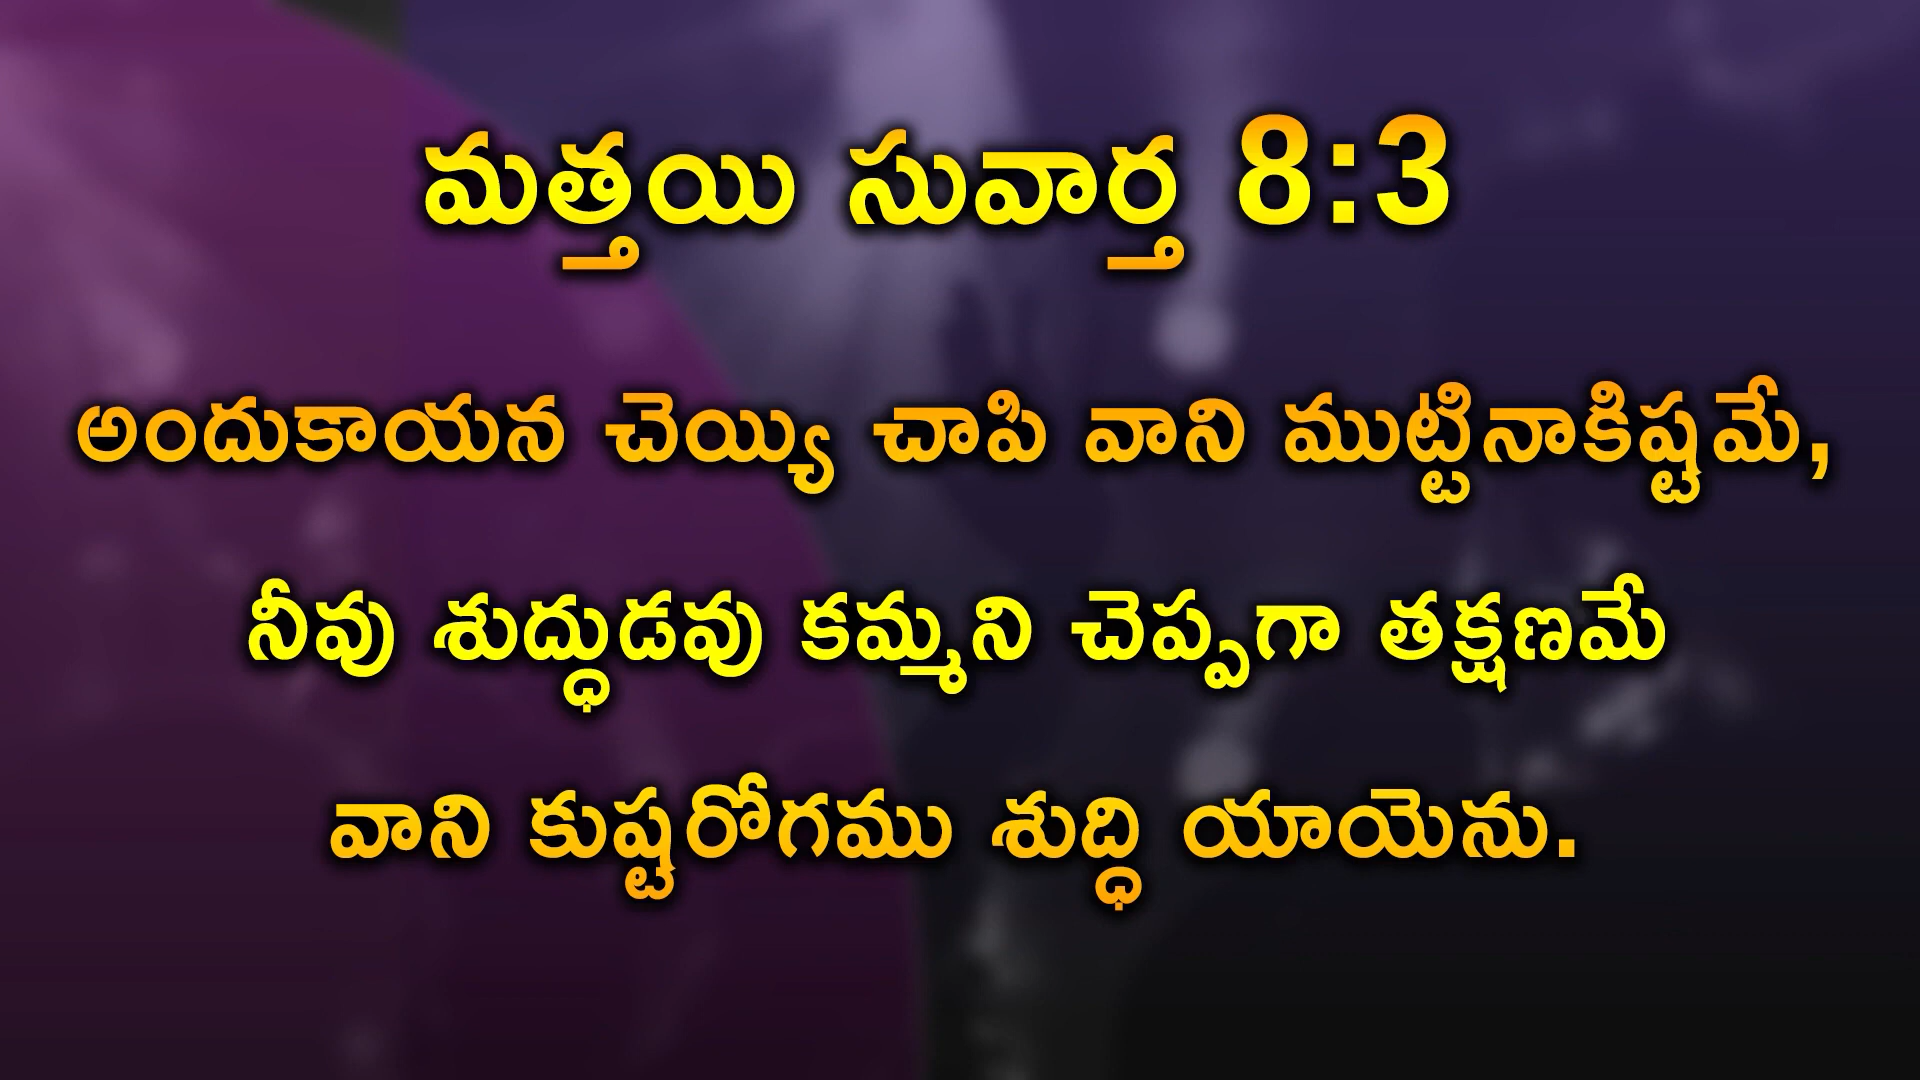 మత్తయి సువార్త 8:3
అందుకాయన చెయ్యి చాపి వాని ముట్టినాకిష్టమే,
నీవు శుద్ధుడవు కమ్మని చెప్పగా తక్షణమే
వాని కుష్టరోగము శుద్ధి యాయెను.